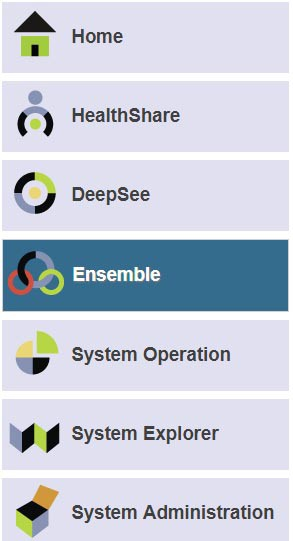 Home
HealthShare
DeepSee
Ensemble
System Operation
System Explorer
System Administration